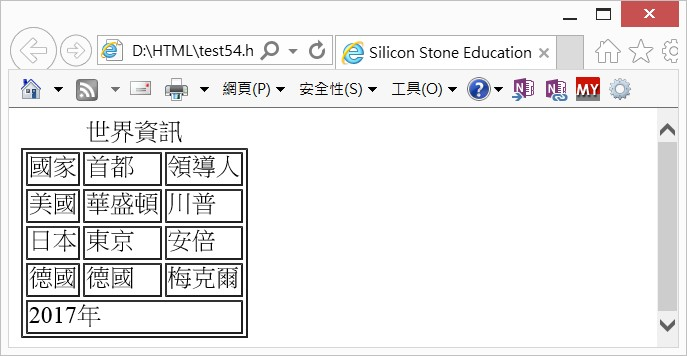 D:\HTML\test54.h
Silicon Stone Education
網頁(P) 安全性(S) 工具(O) ? N N MY
世界資訊
國家 首都 領導人
美國 華盛頓 川普
日本 東京 安倍
德國 德國 梅克爾
2017年